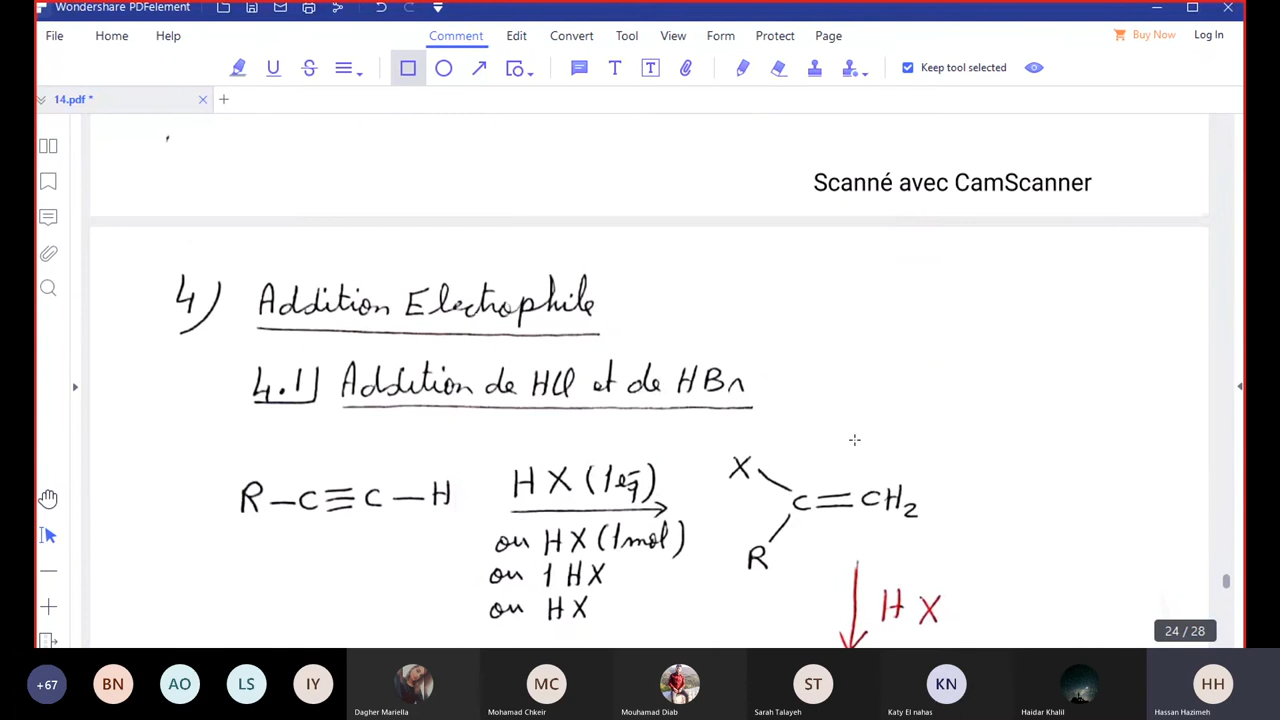 Wondershare PDFelement
File Home Help Comment Edit Convert Tool View Form Protect Page Buy Now Log In
Keep tool selected
14.pdf *
Scanné avec CamScanner
4) Addition Electrophile
4.1] Addition de HCl et de HBr
R–C≡C–H HX (1eq) X C=CH2
ou HX (1mol) R
ou 1 HX
ou HX
HX
24 / 28
+67 BN AO LS IY MC ST KN HH
Dagher Mariella Mohamad Chkeir Mouhamad Diab Sarah Talayeh Katy El nahas Haidar Khalil Hassan Hazimeh